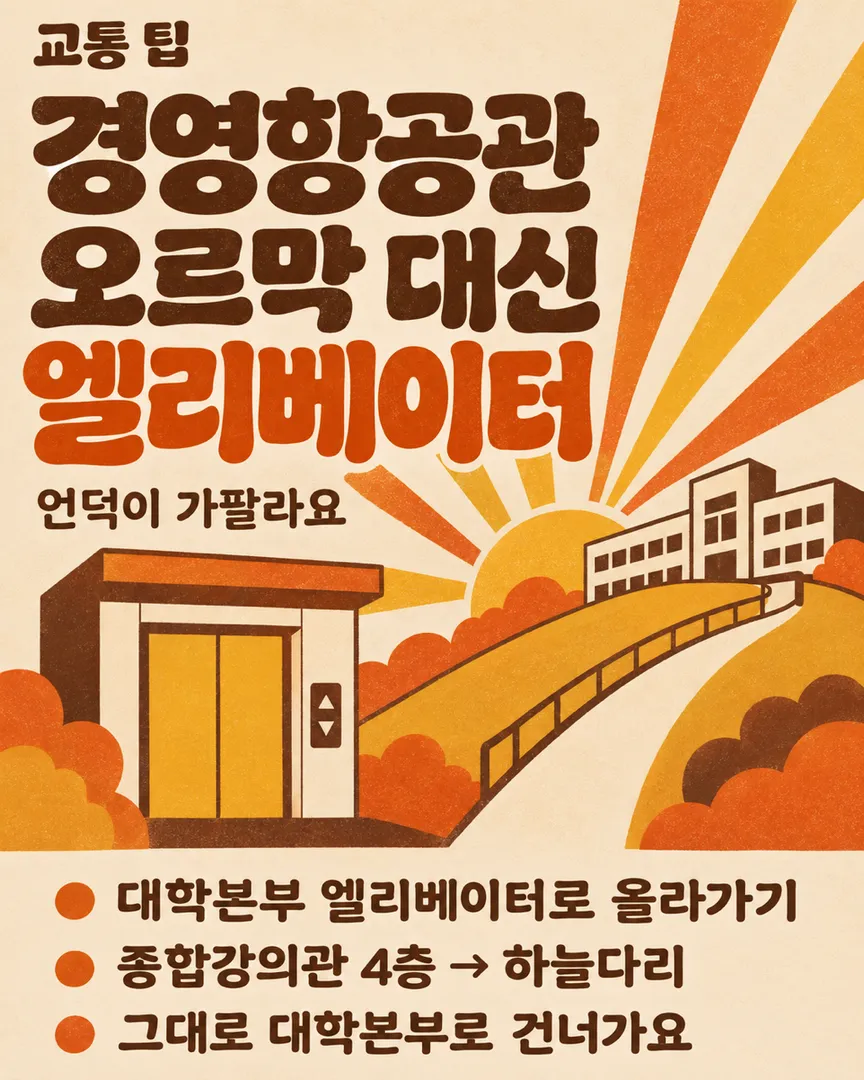 교통 팁
경영항공관
오르막 대신
엘리베이터
언덕이 가팔라요
대학본부 엘리베이터로 올라가기
종합강의관 4층 → 하늘다리
그대로 대학본부로 건너가요